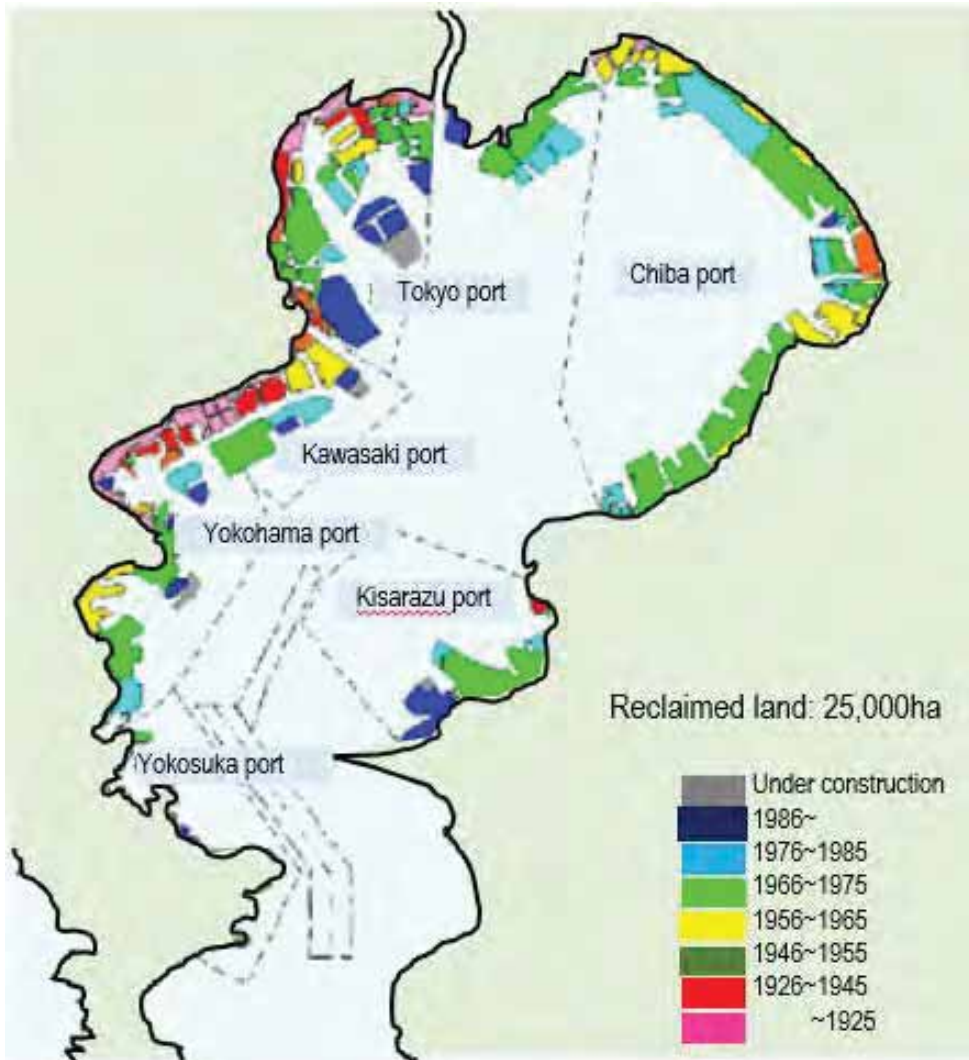 Tokyo port
Chiba port
Kawasaki port
Yokohama port
Kisarazu port
Yokosuka port
Reclaimed land: 25,000ha
Under construction
1986~
1976~1985
1966~1975
1956~1965
1946~1955
1926~1945
~1925